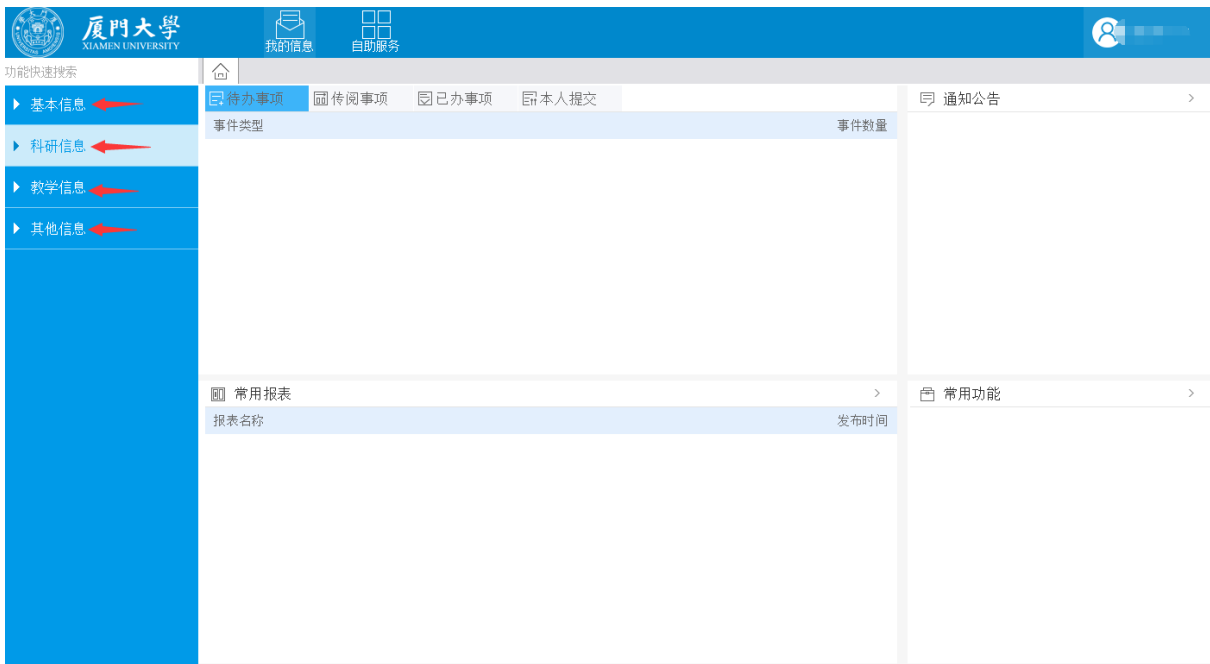 厦門大學
XIAMEN UNIVERSITY
我的信息
自助服务
功能快速搜索
基本信息
科研信息
教学信息
其他信息
待办事项 传阅事项 已办事项 本人提交
事件类型 事件数量
通知公告
常用报表
报表名称 发布时间
常用功能